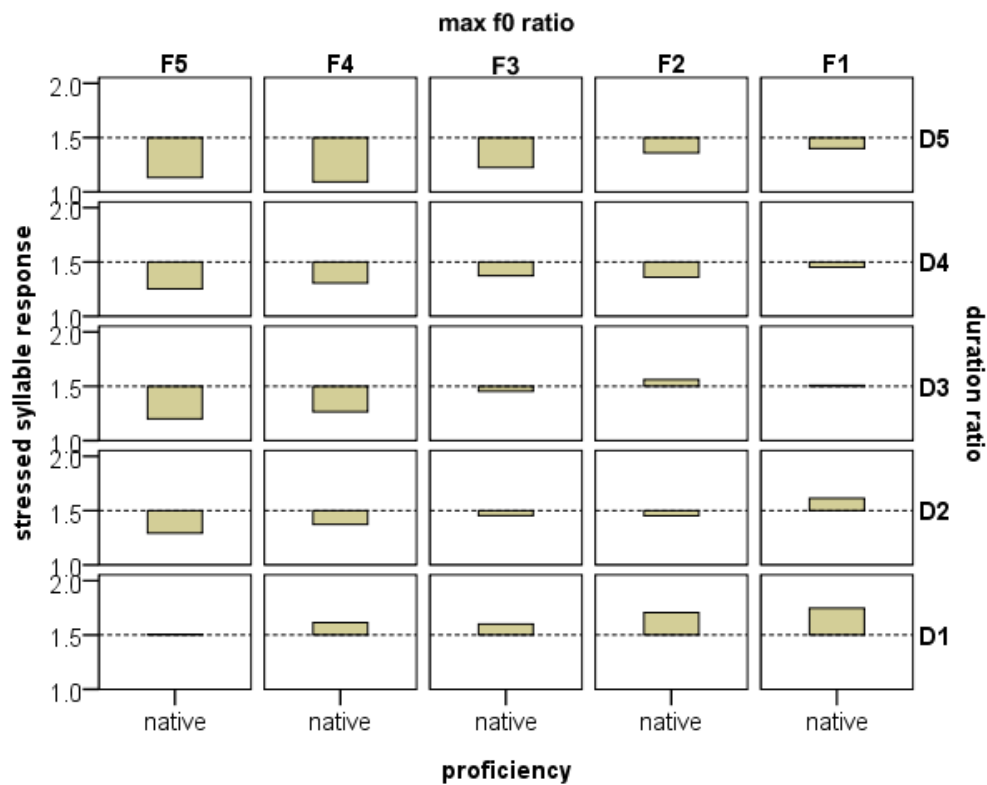 max f0 ratio
F5 F4 F3 F2 F1
2.0
1.5 D5
1.0
2.0
1.5 D4
1.0
2.0
1.5 D3
1.0
2.0
1.5 D2
1.0
2.0
1.5 D1
1.0
stressed syllable response
duration ratio
native native native native native
proficiency